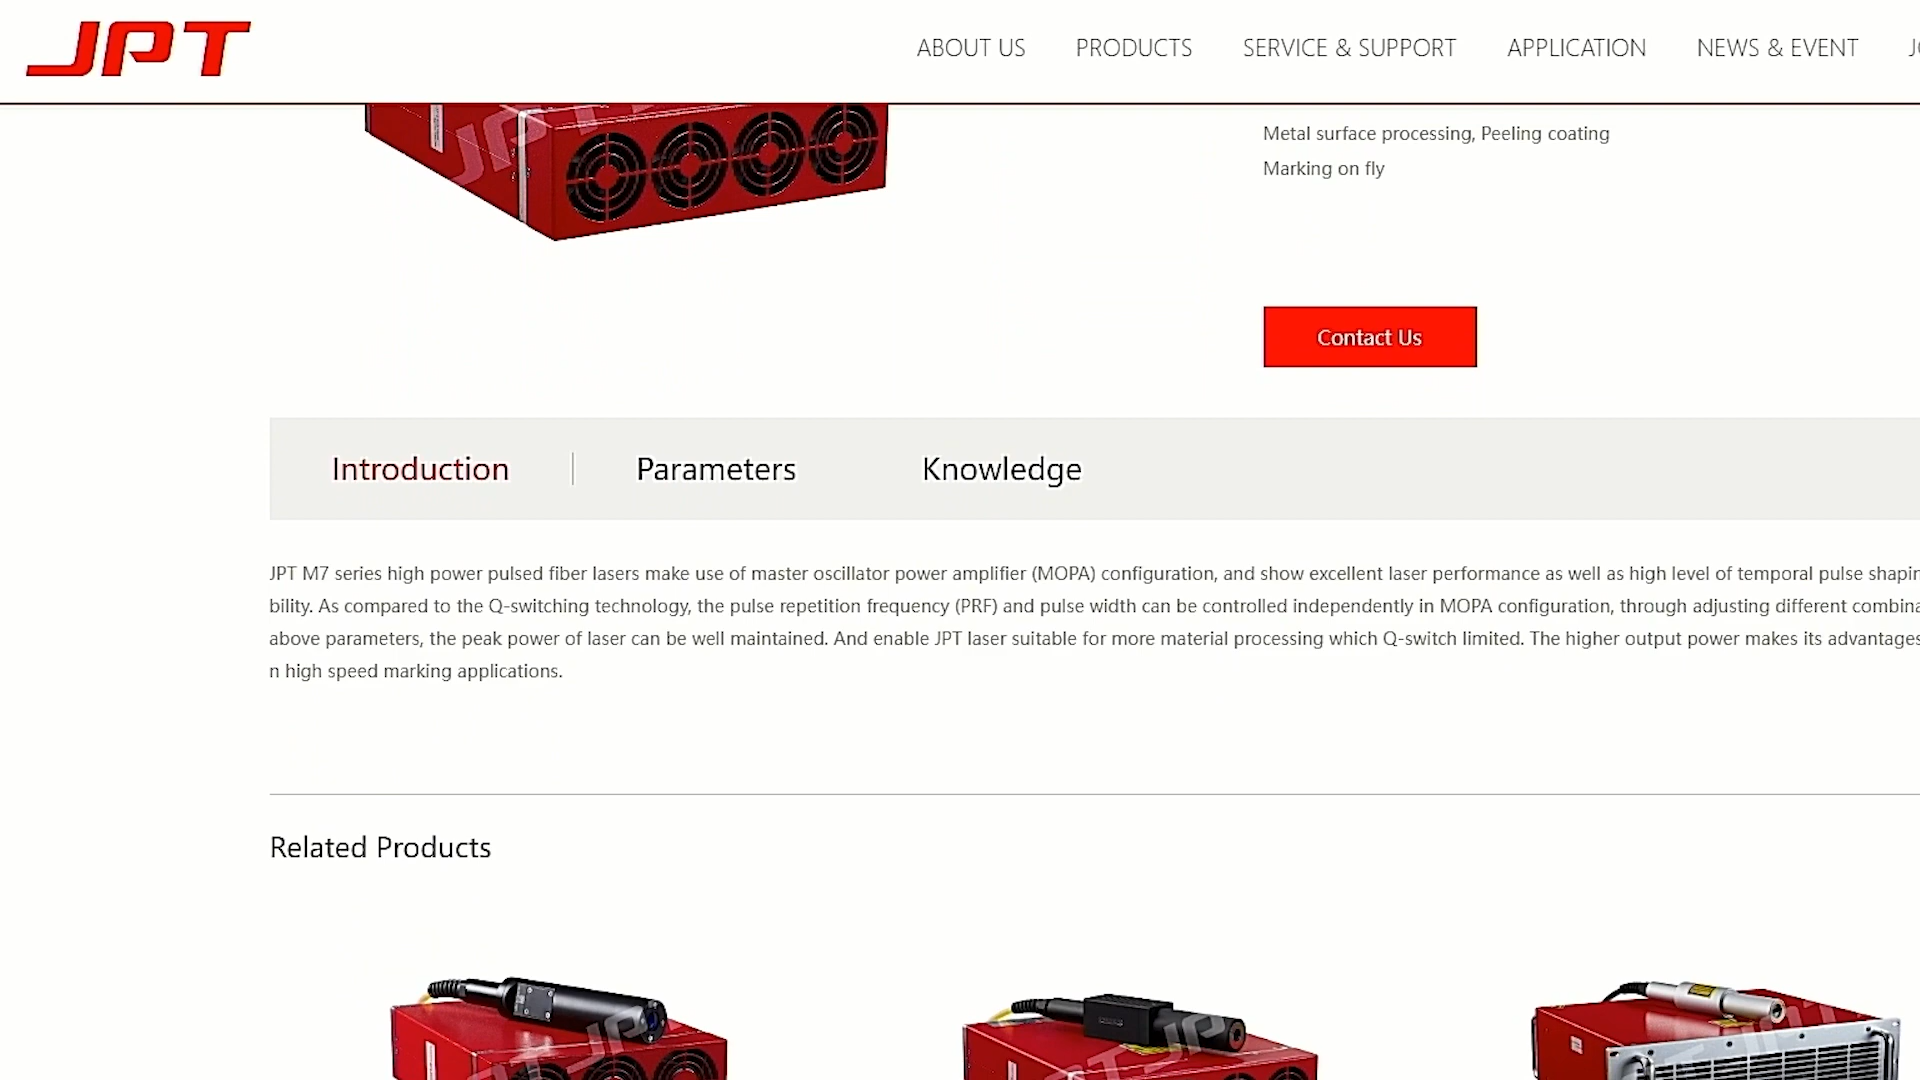 JPT
ABOUT US PRODUCTS SERVICE & SUPPORT APPLICATION NEWS & EVENT
Metal surface processing, Peeling coating
Marking on fly
Contact Us
Introduction Parameters Knowledge
JPT M7 series high power pulsed fiber lasers make use of master oscillator power amplifier (MOPA) configuration, and show excellent laser performance as well as high level of temporal pulse shapin
bility. As compared to the Q-switching technology, the pulse repetition frequency (PRF) and pulse width can be controlled independently in MOPA configuration, through adjusting different combina
above parameters, the peak power of laser can be well maintained. And enable JPT laser suitable for more material processing which Q-switch limited. The higher output power makes its advantages
n high speed marking applications.
Related Products